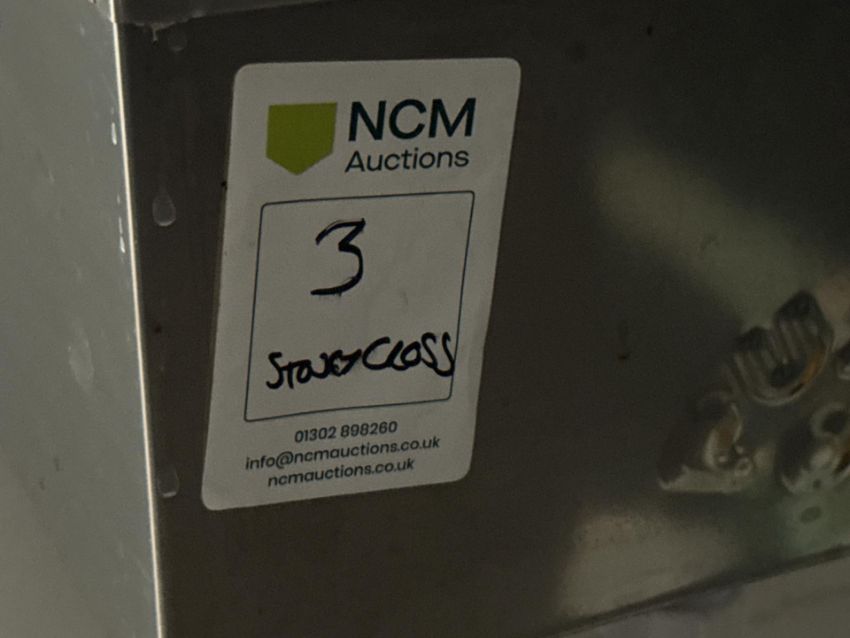 NCM
Auctions
3
01302 898260
info@ncmauctions.co.uk
ncmauctions.co.uk